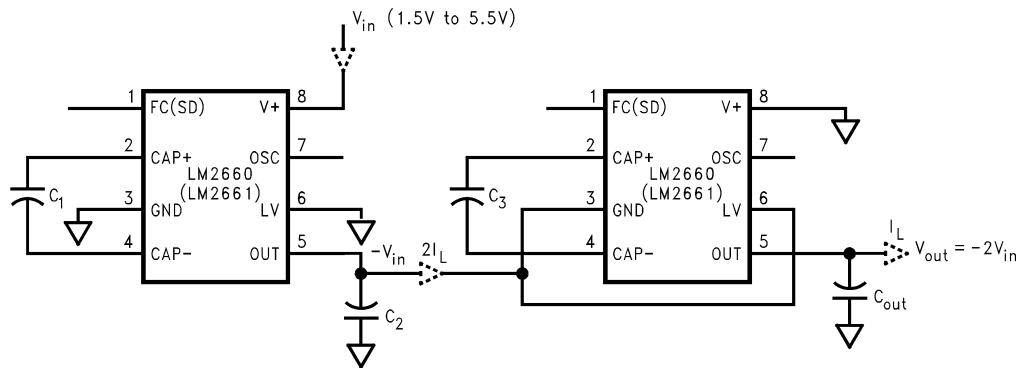 V_in (1.5V to 5.5V)
1 FC(SD) V+ 8
2 CAP+ OSC 7
LM2660
(LM2661)
3 GND LV 6
4 CAP- OUT 5
C_1
-V_in
2I_L
C_2
1 FC(SD) V+ 8
2 CAP+ OSC 7
LM2660
(LM2661)
3 GND LV 6
4 CAP- OUT 5
C_3
I_L
V_out = -2V_in
C_out